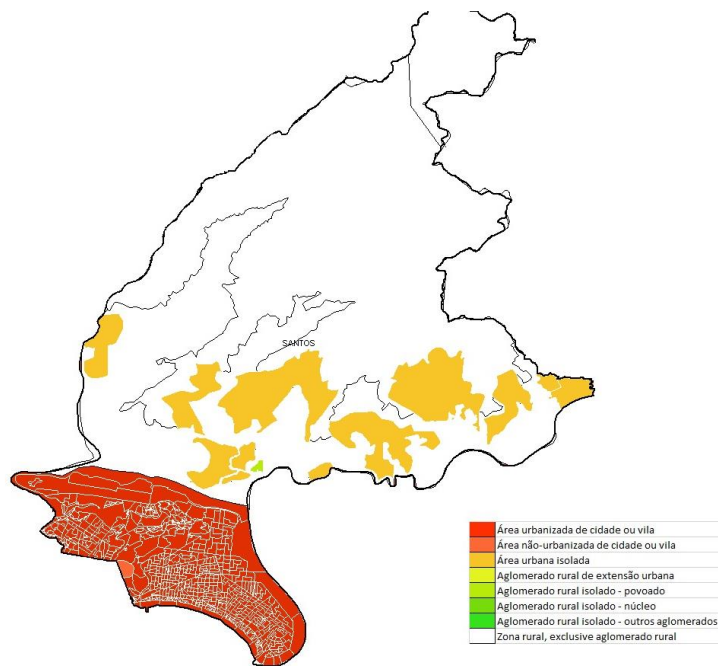 SANTOS
Área urbanizada de cidade ou vila
Área não-urbanizada de cidade ou vila
Área urbana isolada
Aglomerado rural de extensão urbana
Aglomerado rural isolado - povoado
Aglomerado rural isolado - núcleo
Aglomerado rural isolado - outros aglomerados
Zona rural, exclusive aglomerado rural